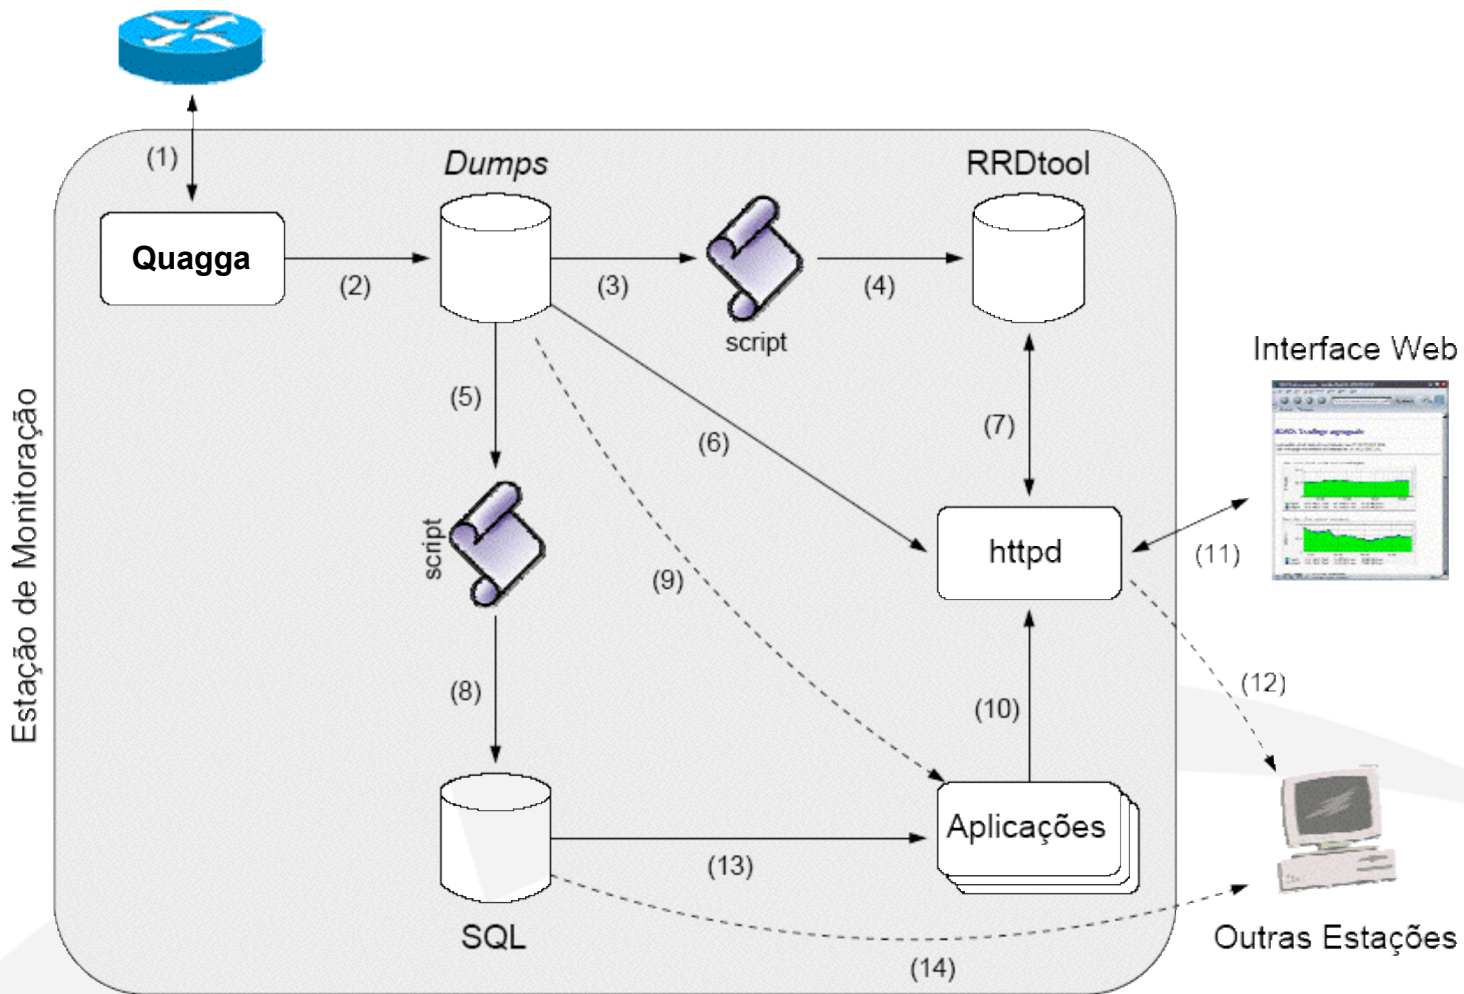 (1)
Dumps
RRDtool
Quagga
(2)
(3)
(4)
script
Interface Web
(5)
(6)
(7)
Estação de Monitoração
script
httpd
(11)
(9)
(8)
(10)
(12)
Aplicações
(13)
SQL
Outras Estações
(14)